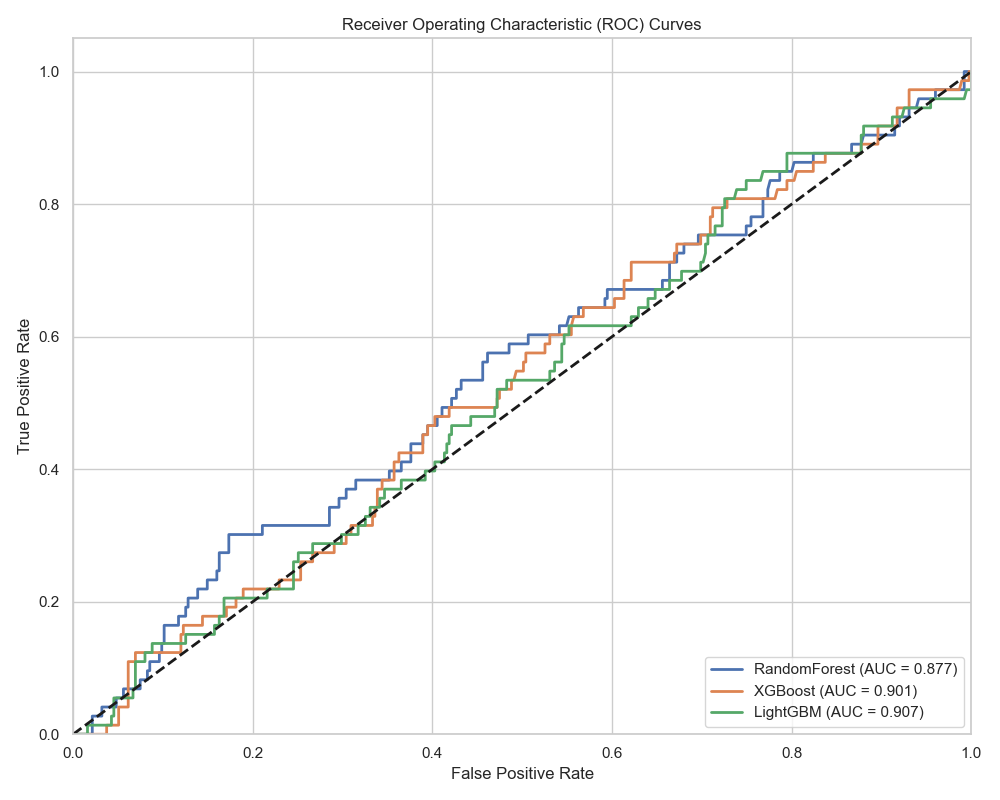 Receiver Operating Characteristic (ROC) Curves
True Positive Rate
1.0
0.8
0.6
0.4
0.2
0.0
RandomForest (AUC = 0.877)
XGBoost (AUC = 0.901)
LightGBM (AUC = 0.907)
0.0 0.2 0.4 0.6 0.8 1.0
False Positive Rate